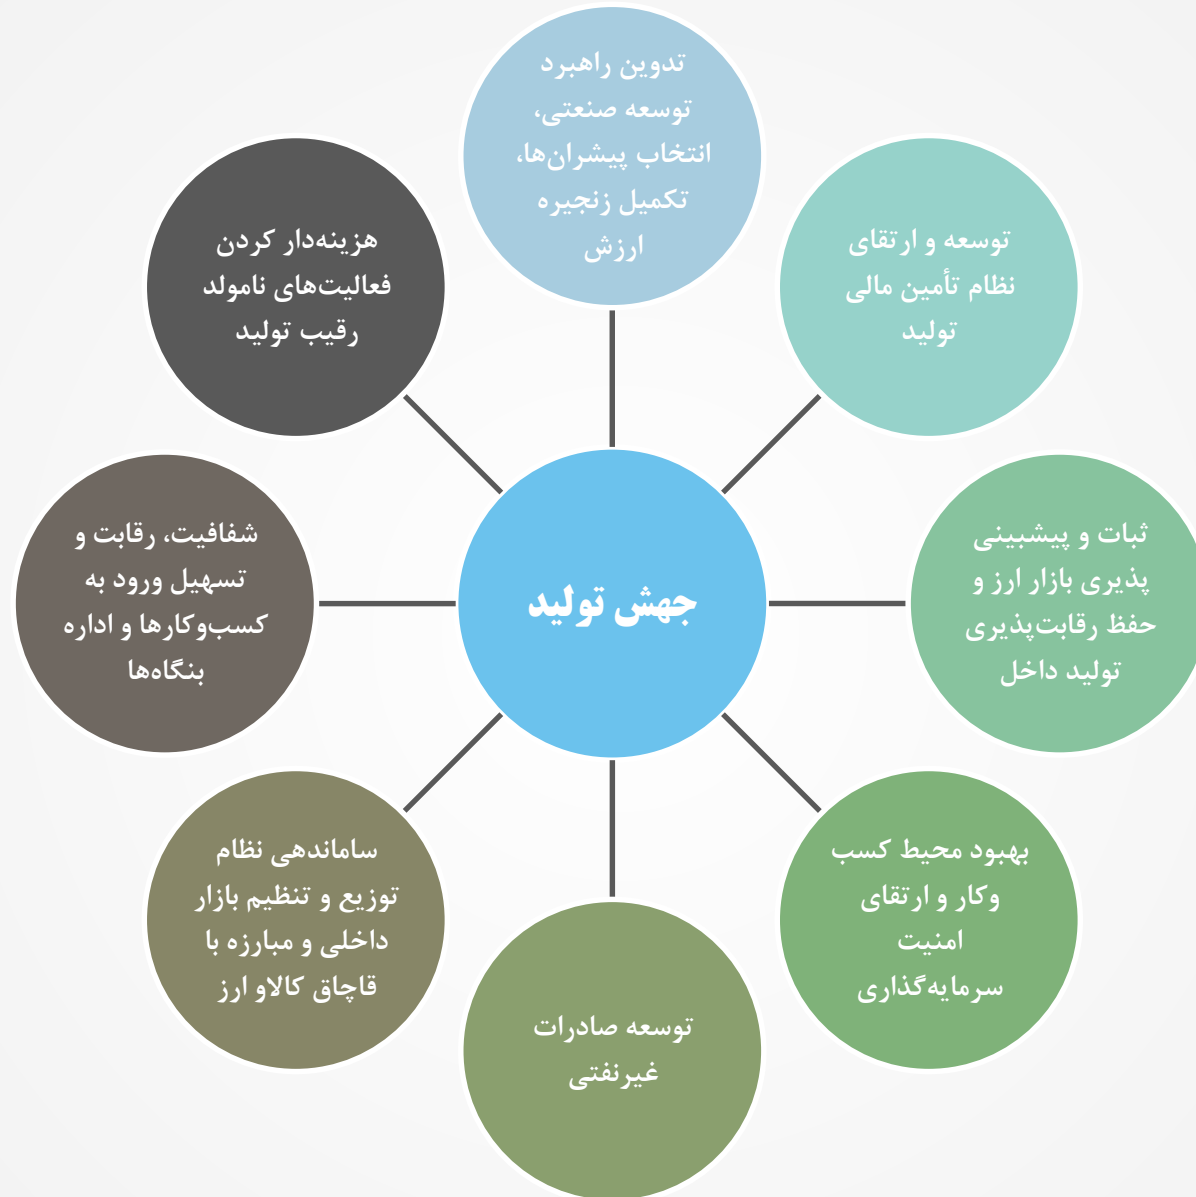 تدوین راهبرد
توسعه صنعتی،
انتخاب پیشران‌ها،
تکمیل زنجیره
ارزش
توسعه و ارتقای
نظام تأمین مالی
تولید
ثبات و پیشبینی
پذیری بازار ارز و
حفظ رقابت‌پذیری
تولید داخل
بهبود محیط کسب
وکار و ارتقای
امنیت
سرمایه‌گذاری
توسعه صادرات
غیرنفتی
ساماندهی نظام
توزیع و تنظیم بازار
داخلی و مبارزه با
قاچاق کالاو ارز
شفافیت، رقابت و
تسهیل ورود به
کسب‌وکارها و اداره
بنگاه‌ها
هزینه‌دار کردن
فعالیت‌های نامولد
رقیب تولید
جهش تولید